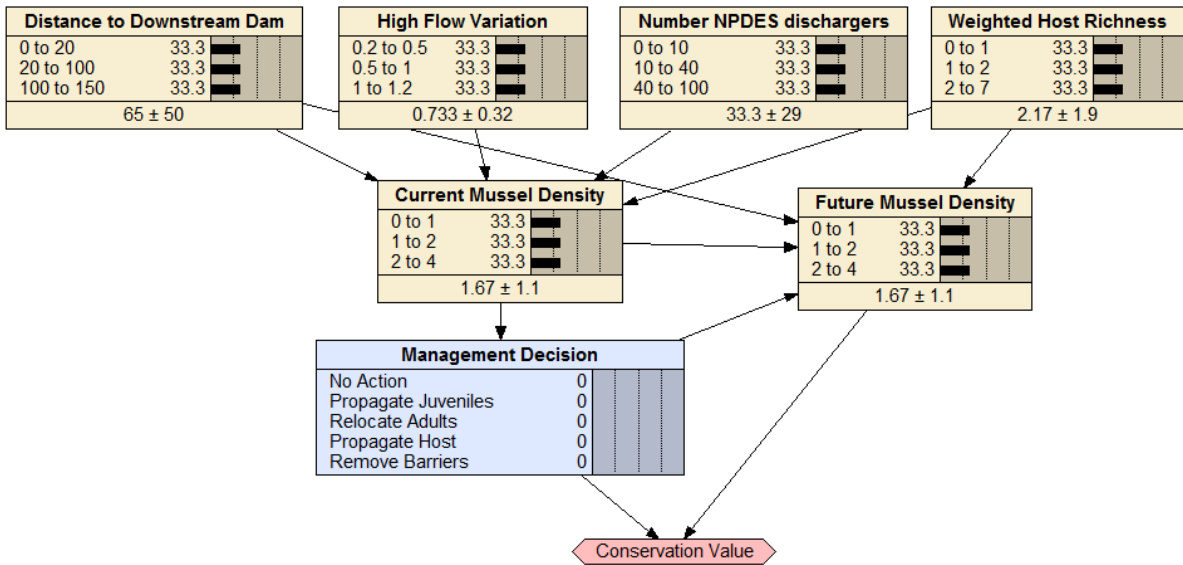 Distance to Downstream Dam
0 to 20 33.3
20 to 100 33.3
100 to 150 33.3
65 ± 50
High Flow Variation
0.2 to 0.5 33.3
0.5 to 1 33.3
1 to 1.2 33.3
0.733 ± 0.32
Number NPDES dischargers
0 to 10 33.3
10 to 40 33.3
40 to 100 33.3
33.3 ± 29
Weighted Host Richness
0 to 1 33.3
1 to 2 33.3
2 to 7 33.3
2.17 ± 1.9
Current Mussel Density
0 to 1 33.3
1 to 2 33.3
2 to 4 33.3
1.67 ± 1.1
Future Mussel Density
0 to 1 33.3
1 to 2 33.3
2 to 4 33.3
1.67 ± 1.1
Management Decision
No Action 0
Propagate Juveniles 0
Relocate Adults 0
Propagate Host 0
Remove Barriers 0
Conservation Value